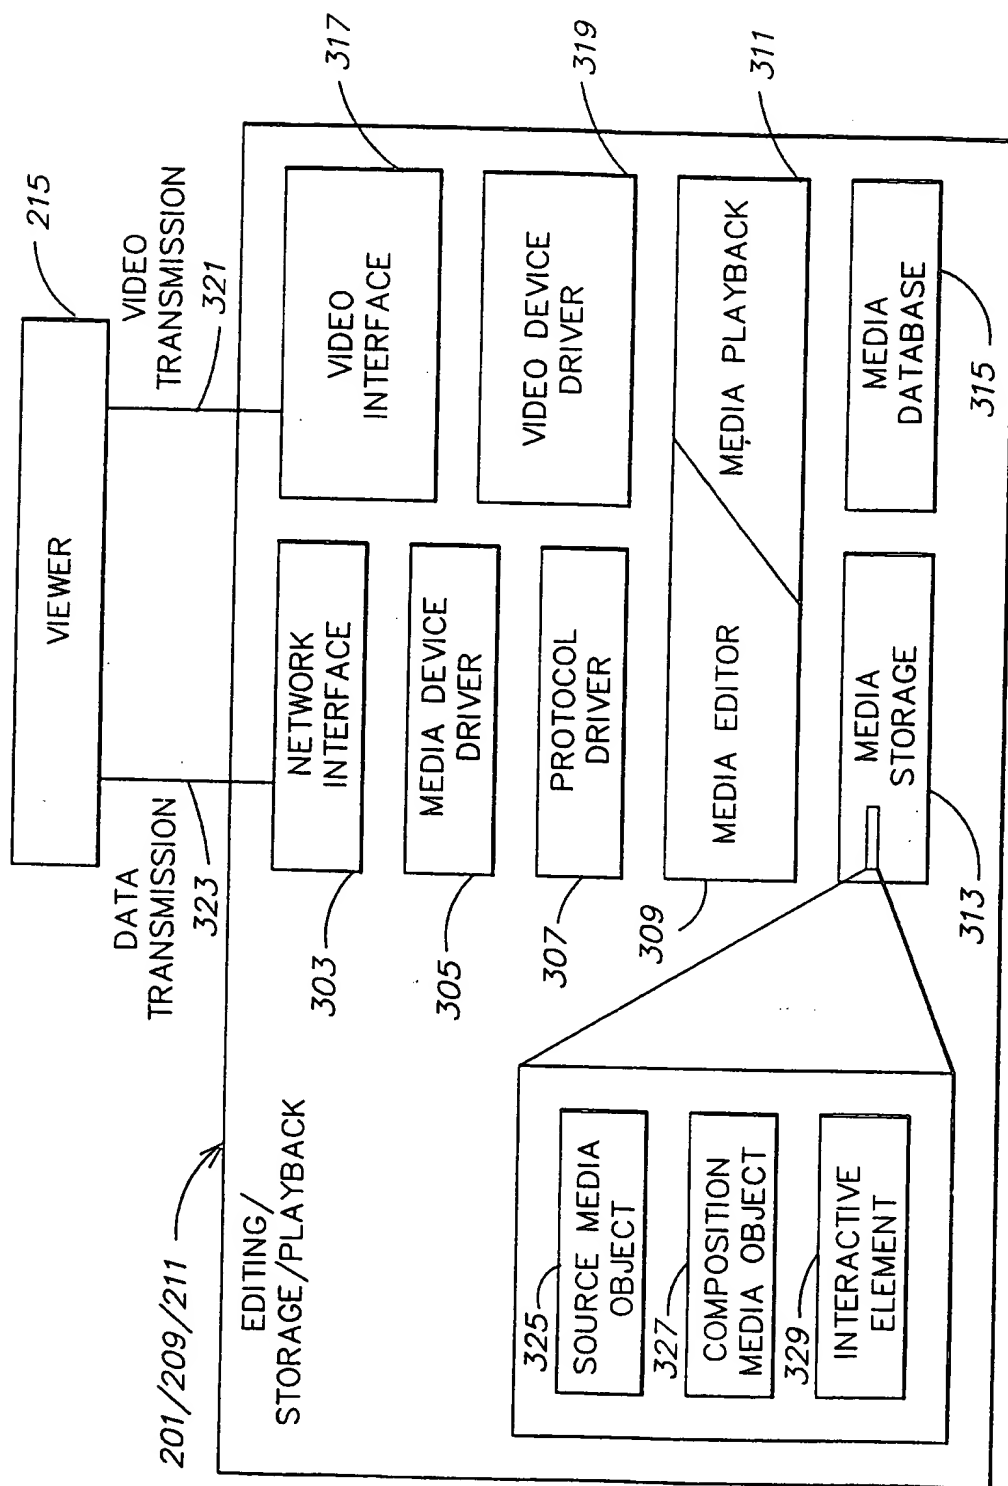 215
VIEWER
DATA
TRANSMISSION
323
VIDEO
TRANSMISSION
321
201/209/211
EDITING/
STORAGE/PLAYBACK
303
NETWORK
INTERFACE
VIDEO
INTERFACE
317
305
MEDIA DEVICE
DRIVER
VIDEO DEVICE
DRIVER
319
307
PROTOCOL
DRIVER
309
MEDIA EDITOR
MEDIA PLAYBACK
311
313
MEDIA
STORAGE
MEDIA
DATABASE
315
325
SOURCE MEDIA
OBJECT
327
COMPOSITION
MEDIA OBJECT
329
INTERACTIVE
ELEMENT